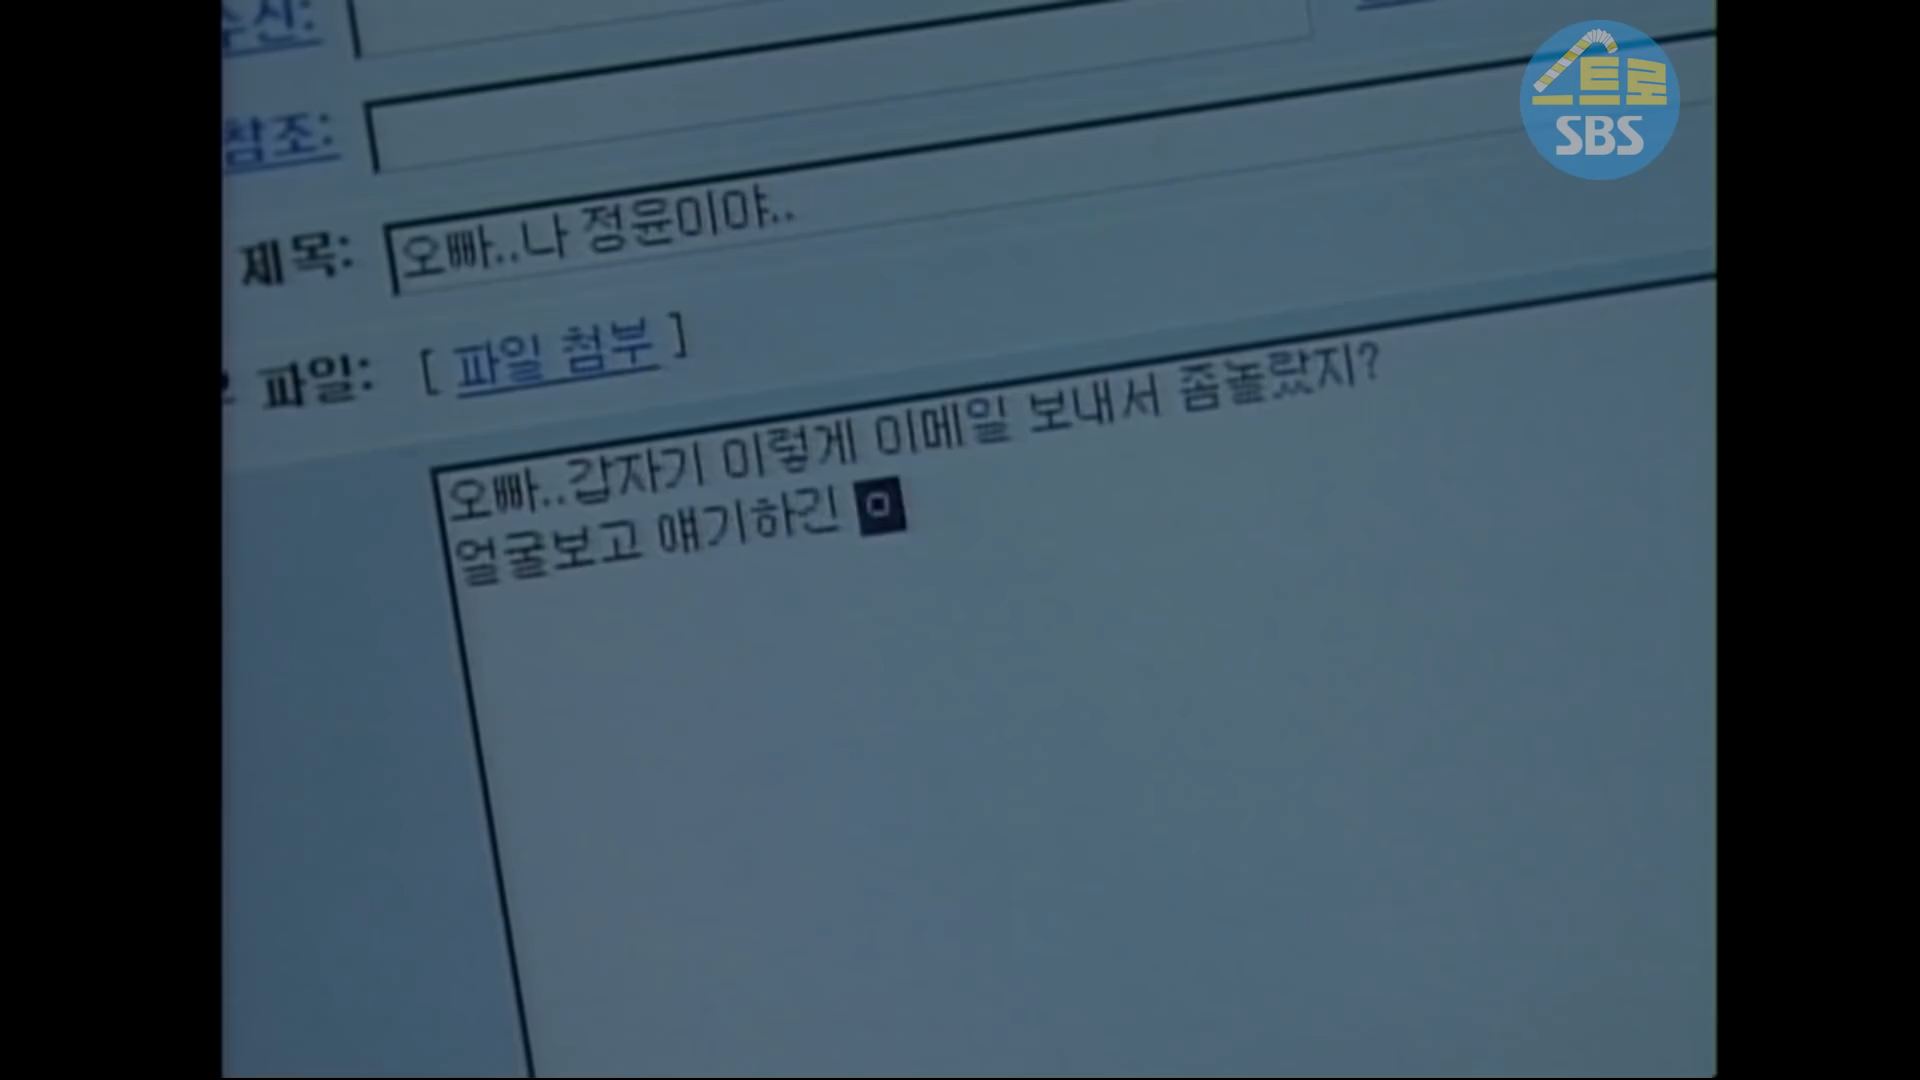 수신:
참조:
제목: 오빠..나 정윤이야..
파일: [ 파일 첨부 ]
오빠..갑자기 이렇게 이메일 보내서 좀놀랐지?
얼굴보고 얘기하긴 ㅇ
스트로
SBS